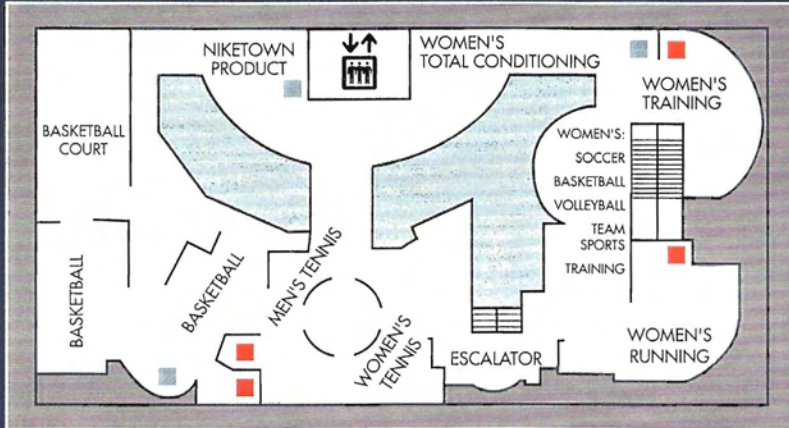 NIKETOWN
PRODUCT
WOMEN'S
TOTAL CONDITIONING
WOMEN'S
TRAINING
BASKETBALL
COURT
WOMEN'S:
SOCCER
BASKETBALL
VOLLEYBALL
TEAM
SPORTS
TRAINING
BASKETBALL
BASKETBALL
MEN'S TENNIS
WOMEN'S
TENNIS
ESCALATOR
WOMEN'S
RUNNING